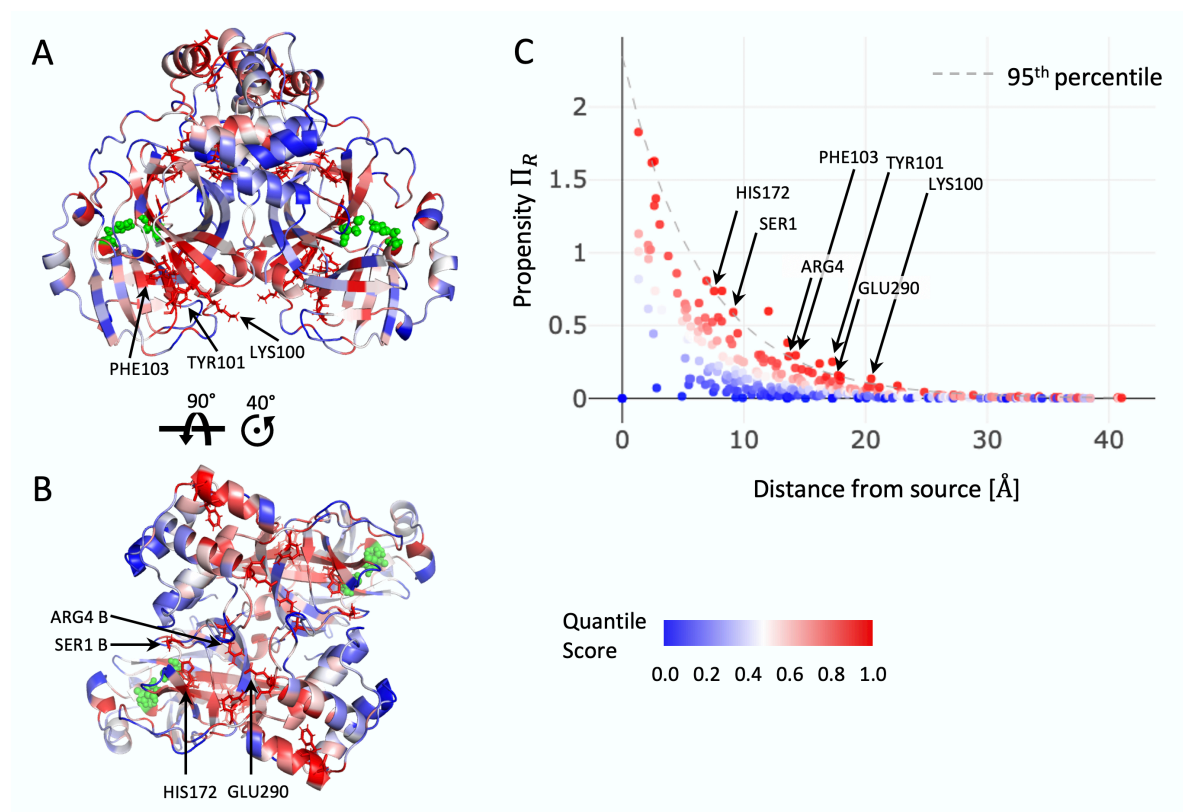 A
PHE103
TYR101
LYS100
90°
40°
B
ARG4 B
SER1 B
HIS172
GLU290
C
95th percentile
PHE103
TYR101
LYS100
HIS172
SER1
ARG4
GLU290
Propensity Π_R
2
1.5
1
0.5
0
0
10
20
30
40
Distance from source [Å]
Quantile
Score
0.0 0.2 0.4 0.6 0.8 1.0